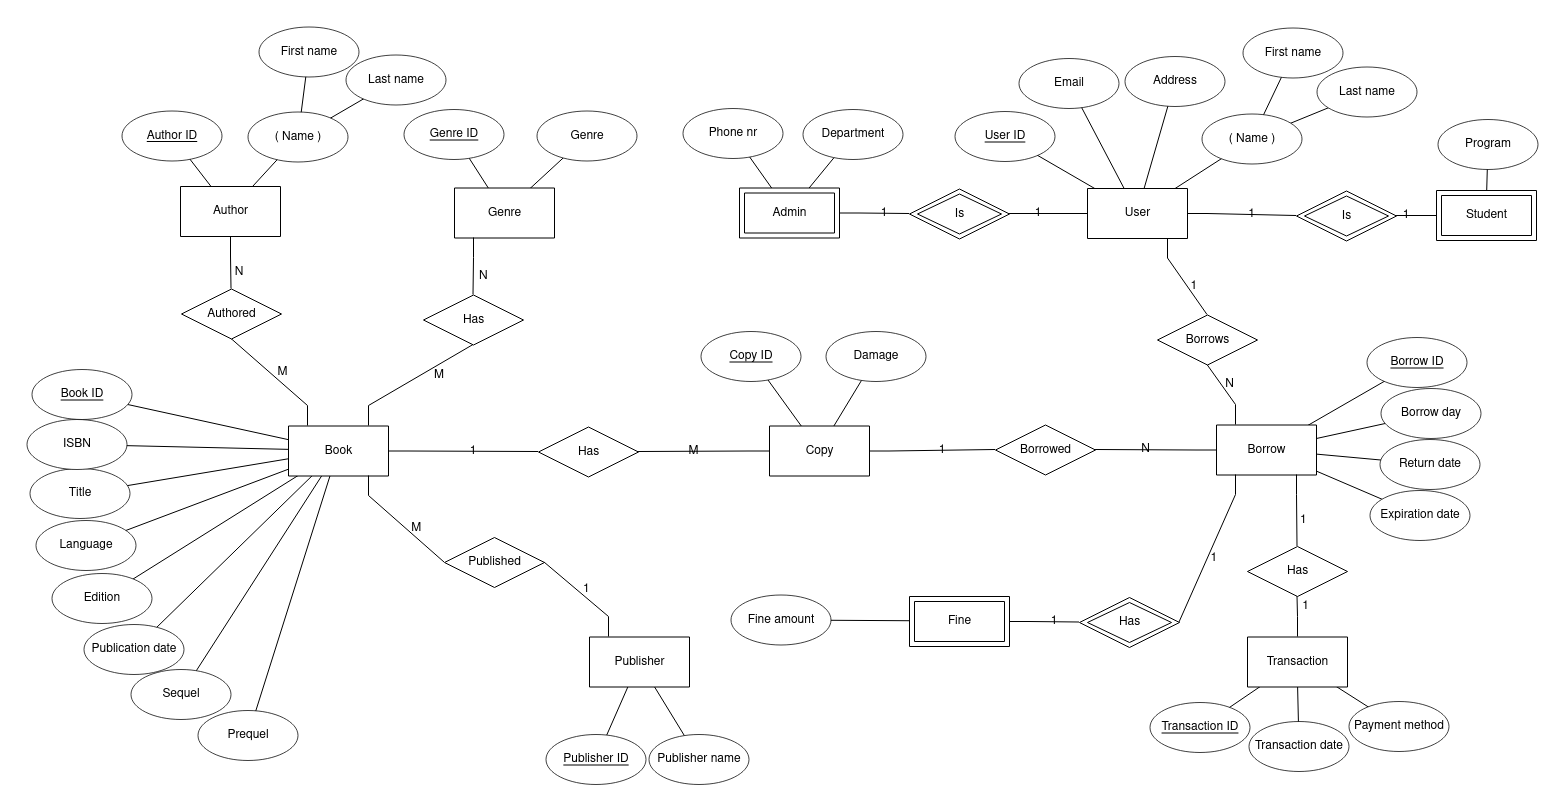 First name
Last name
Author ID
( Name )
Genre ID
Genre
Author
Genre
N
N
Authored
Has
M
M
Phone nr
Department
User ID
Email
Address
First name
Last name
( Name )
Program
Admin
1
Is
1
User
1
Is
1
Student
1
Borrows
N
Book ID
ISBN
Title
Language
Edition
Publication date
Sequel
Prequel
Book
1
Has
M
Copy ID
Damage
Copy
1
Borrowed
N
Borrow
Borrow ID
Borrow day
Return date
Expiration date
M
Published
1
Publisher
Publisher ID
Publisher name
Fine amount
Fine
1
Has
1
1
Has
1
Transaction
Transaction ID
Transaction date
Payment method